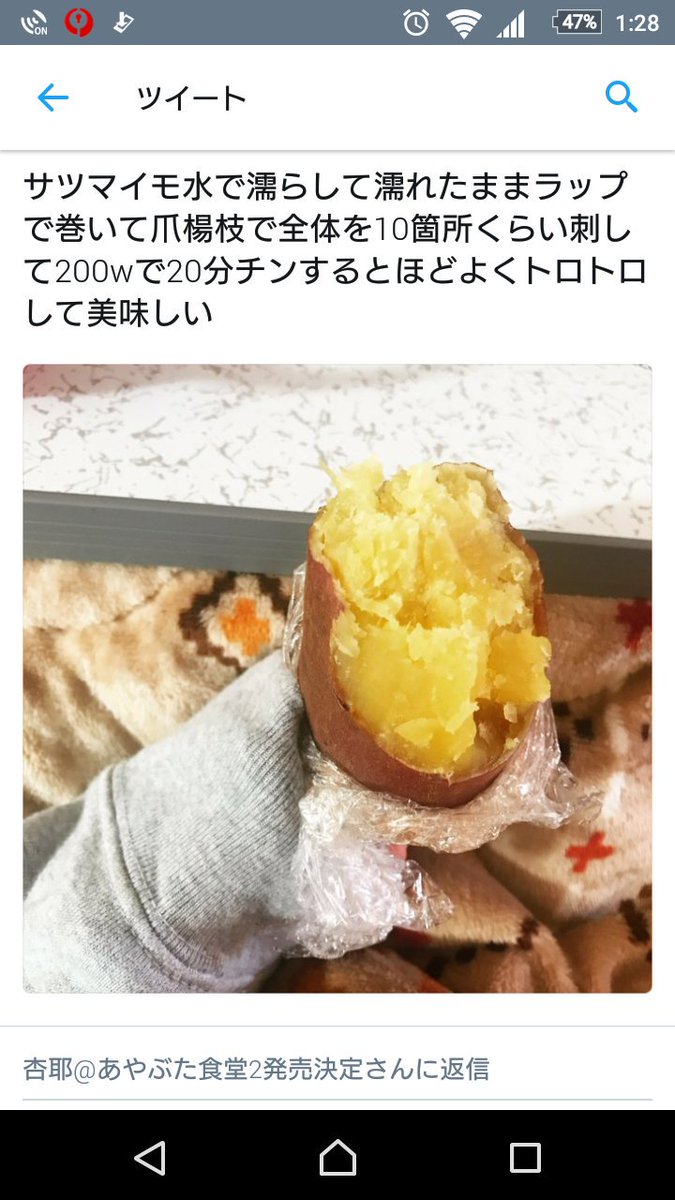 ON
47%
1:28
ツイート
サツマイモ水で濡らして濡れたままラップ
で巻いて爪楊枝で全体を10箇所くらい刺し
て200wで20分チンするとほどよくトロトロ
して美味しい
杏耶@あやぶた食堂2発売決定さんに返信